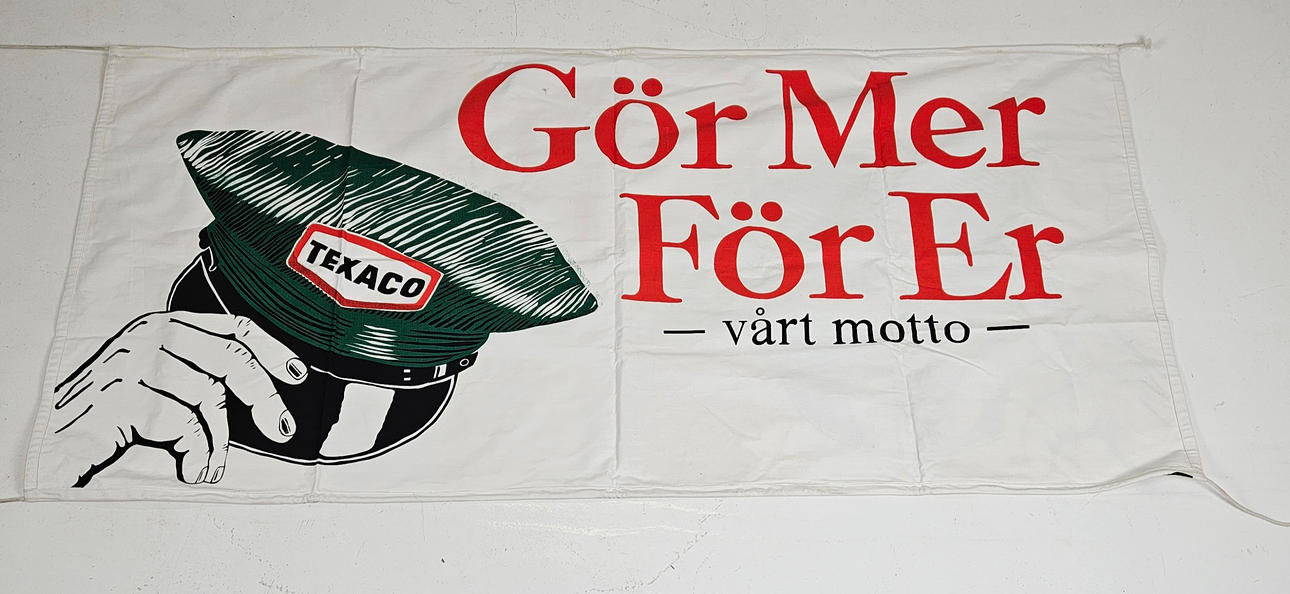 Gör Mer
För Er
— vårt motto —
TEXACO